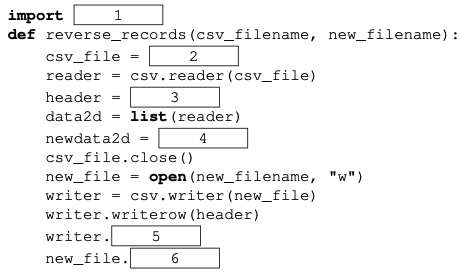 import 1
def reverse_records(csv_filename, new_filename):
    csv_file = 2
    reader = csv.reader(csv_file)
    header = 3
    data2d = list(reader)
    newdata2d = 4
    csv_file.close()
    new_file = open(new_filename, "w")
    writer = csv.writer(new_file)
    writer.writerow(header)
    writer. 5
    new_file. 6